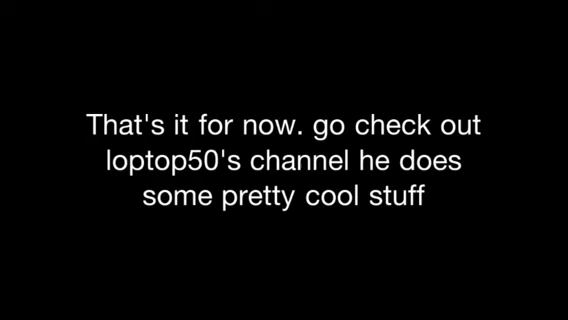 That's it for now. go check out
loptop50's channel he does
some pretty cool stuff